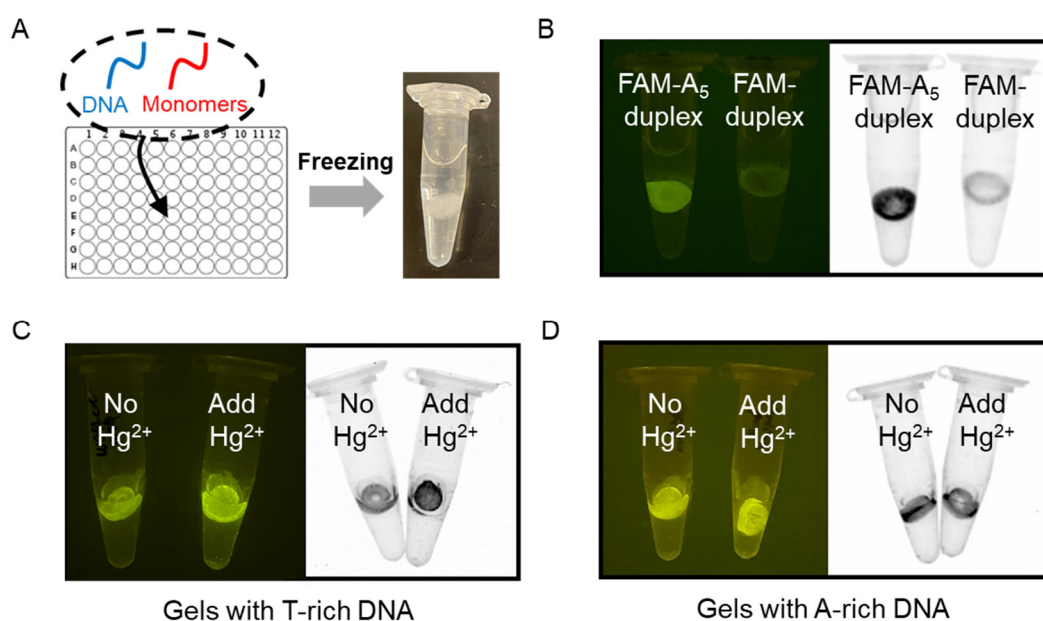 A
DNA Monomers
1 2 3 4 5 6 7 8 9 10 11 12
A
B
C
D
E
F
G
H
Freezing
B
FAM-A5
duplex
FAM-
duplex
FAM-A5
duplex
FAM-
duplex
C
No
Hg2+
Add
Hg2+
No
Hg2+
Add
Hg2+
Gels with T-rich DNA
D
No
Hg2+
Add
Hg2+
No
Hg2+
Add
Hg2+
Gels with A-rich DNA